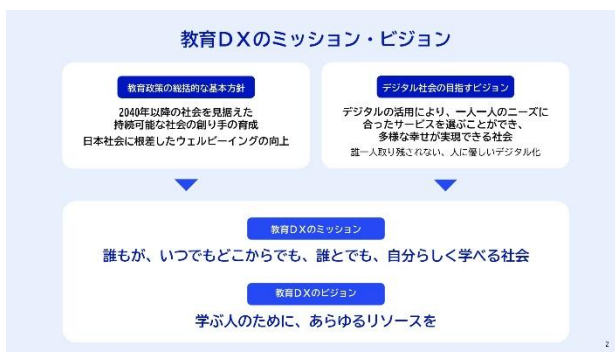 教育DXのミッション・ビジョン
教育政策の総括的な基本方針
2040年以降の社会を見据えた
持続可能な社会の創り手の育成
日本社会に根差したウェルビーイングの向上
デジタル社会の目指すビジョン
デジタルの活用により、一人一人のニーズに
合ったサービスを選ぶことができ、
多様な幸せが実現できる社会
誰一人取り残されない、人に優しいデジタル化
教育DXのミッション
誰もが、いつでもどこからでも、誰とでも、自分らしく学べる社会
教育DXのビジョン
学ぶ人のために、あらゆるリソースを
2